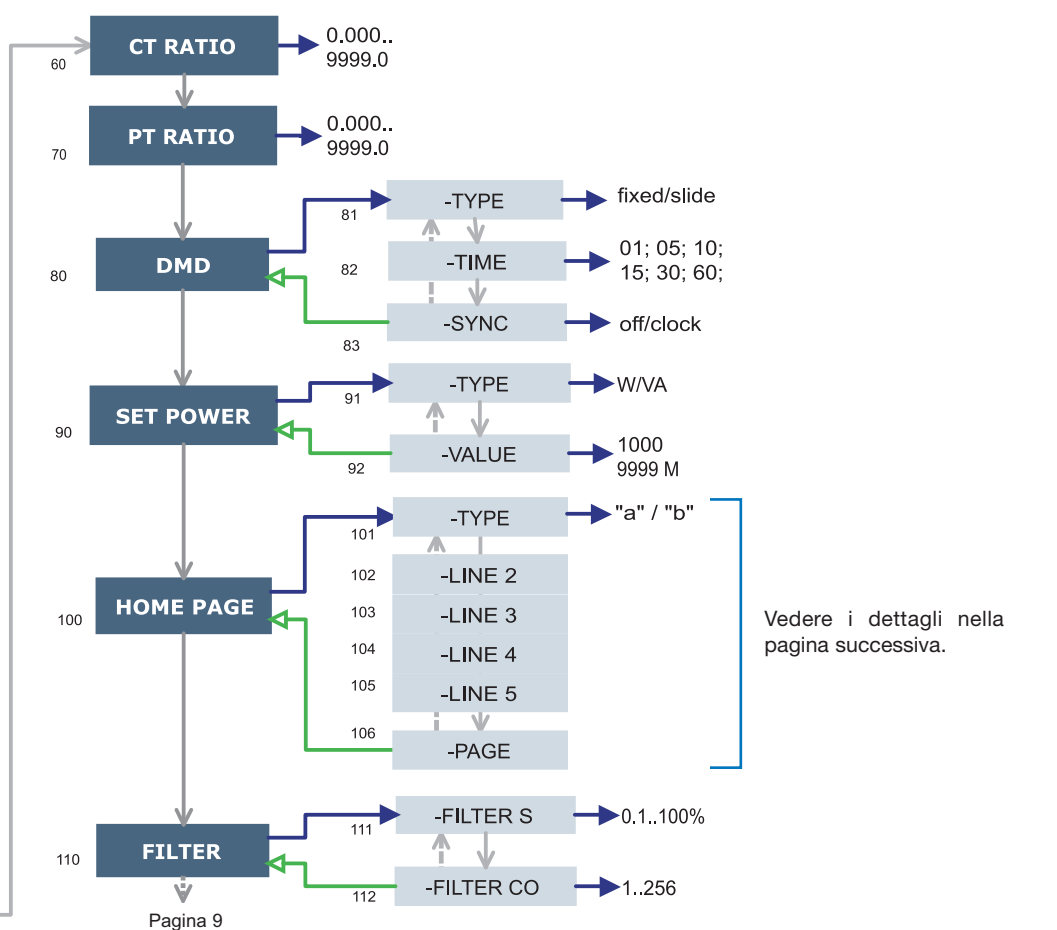 CT RATIO
60
0.000..
9999.0
PT RATIO
70
0.000..
9999.0
DMD
80
-TYPE
81
fixed/slide
-TIME
82
01; 05; 10;
15; 30; 60;
-SYNC
83
off/clock
SET POWER
90
-TYPE
91
W/VA
-VALUE
92
1000
9999 M
HOME PAGE
100
-TYPE
101
"a" / "b"
102
-LINE 2
103
-LINE 3
104
-LINE 4
105
-LINE 5
106
-PAGE
Vedere i dettagli nella
pagina successiva.
FILTER
110
-FILTER S
111
0.1..100%
-FILTER CO
112
1..256
Pagina 9